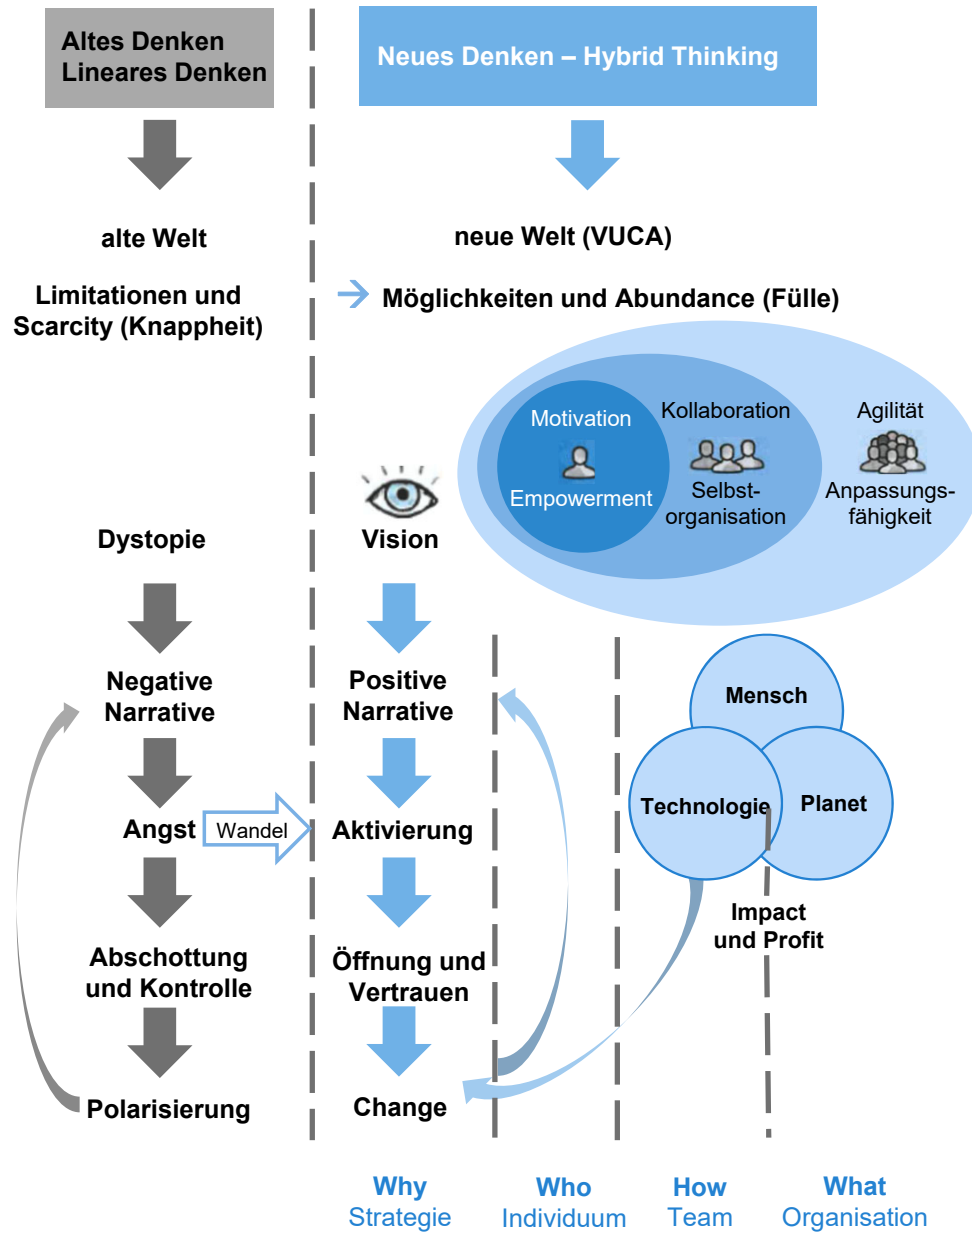 Altes Denken
Lineares Denken
Neues Denken – Hybrid Thinking
alte Welt
neue Welt (VUCA)
Limitationen und
Scarcity (Knappheit)
Möglichkeiten und Abundance (Fülle)
Motivation
Empowerment
Kollaboration
Selbst-
organisation
Agilität
Anpassungs-
fähigkeit
Dystopie
Vision
Negative
Narrative
Positive
Narrative
Mensch
Technologie
Planet
Angst
Wandel
Aktivierung
Impact
und Profit
Abschottung
und Kontrolle
Öffnung und
Vertrauen
Polarisierung
Change
Why
Strategie
Who
Individuum
How
Team
What
Organisation